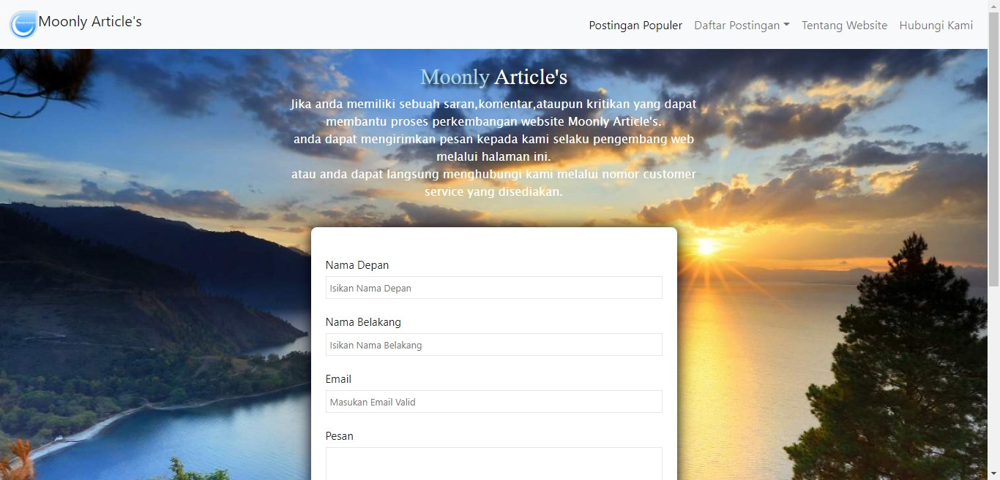 Moonly Article's
Postingan Populer
Daftar Postingan
Tentang Website
Hubungi Kami
Moonly Article's
Jika anda memiliki sebuah saran,komentar,ataupun kritikan yang dapat
membantu proses perkembangan website Moonly Article's.
anda dapat mengirimkan pesan kepada kami selaku pengembang web
melalui halaman ini.
atau anda dapat langsung menghubungi kami melalui nomor customer
service yang disediakan.
Nama Depan
Isikan Nama Depan
Nama Belakang
Isikan Nama Belakang
Email
Masukan Email Valid
Pesan